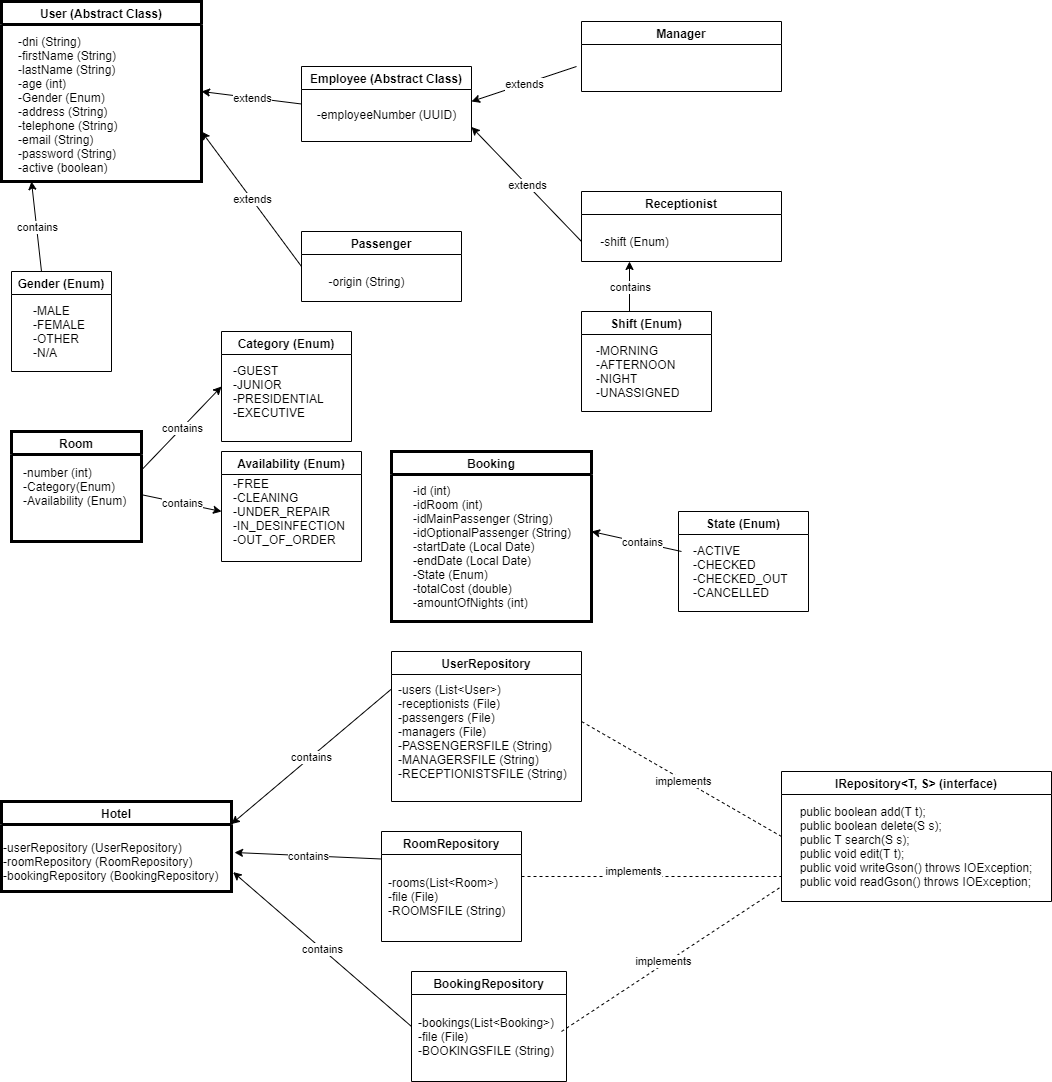 User (Abstract Class)
-dni (String)
-firstName (String)
-lastName (String)
-age (int)
-Gender (Enum)
-address (String)
-telephone (String)
-email (String)
-password (String)
-active (boolean)
extends
Employee (Abstract Class)
-employeeNumber (UUID)
extends
Manager
extends
extends
Receptionist
-shift (Enum)
contains
Passenger
-origin (String)
contains
Gender (Enum)
-MALE
-FEMALE
-OTHER
-N/A
Shift (Enum)
-MORNING
-AFTERNOON
-NIGHT
-UNASSIGNED
Category (Enum)
-GUEST
-JUNIOR
-PRESIDENTIAL
-EXECUTIVE
contains
Room
-number (int)
-Category(Enum)
-Availability (Enum)
contains
Availability (Enum)
-FREE
-CLEANING
-UNDER_REPAIR
-IN_DESINFECTION
-OUT_OF_ORDER
Booking
-id (int)
-idRoom (int)
-idMainPassenger (String)
-idOptionalPassenger (String)
-startDate (Local Date)
-endDate (Local Date)
-State (Enum)
-totalCost (double)
-amountOfNights (int)
contains
State (Enum)
-ACTIVE
-CHECKED
-CHECKED_OUT
-CANCELLED
UserRepository
-users (List<User>)
-receptionists (File)
-passengers (File)
-managers (File)
-PASSENGERSFILE (String)
-MANAGERSFILE (String)
-RECEPTIONISTSFILE (String)
contains
implements
IRepository<T, S> (interface)
public boolean add(T t);
public boolean delete(S s);
public T search(S s);
public void edit(T t);
public void writeGson() throws IOException;
public void readGson() throws IOException;
Hotel
-userRepository (UserRepository)
-roomRepository (RoomRepository)
-bookingRepository (BookingRepository)
contains
RoomRepository
-rooms(List<Room>)
-file (File)
-ROOMSFILE (String)
implements
contains
implements
BookingRepository
-bookings(List<Booking>)
-file (File)
-BOOKINGSFILE (String)